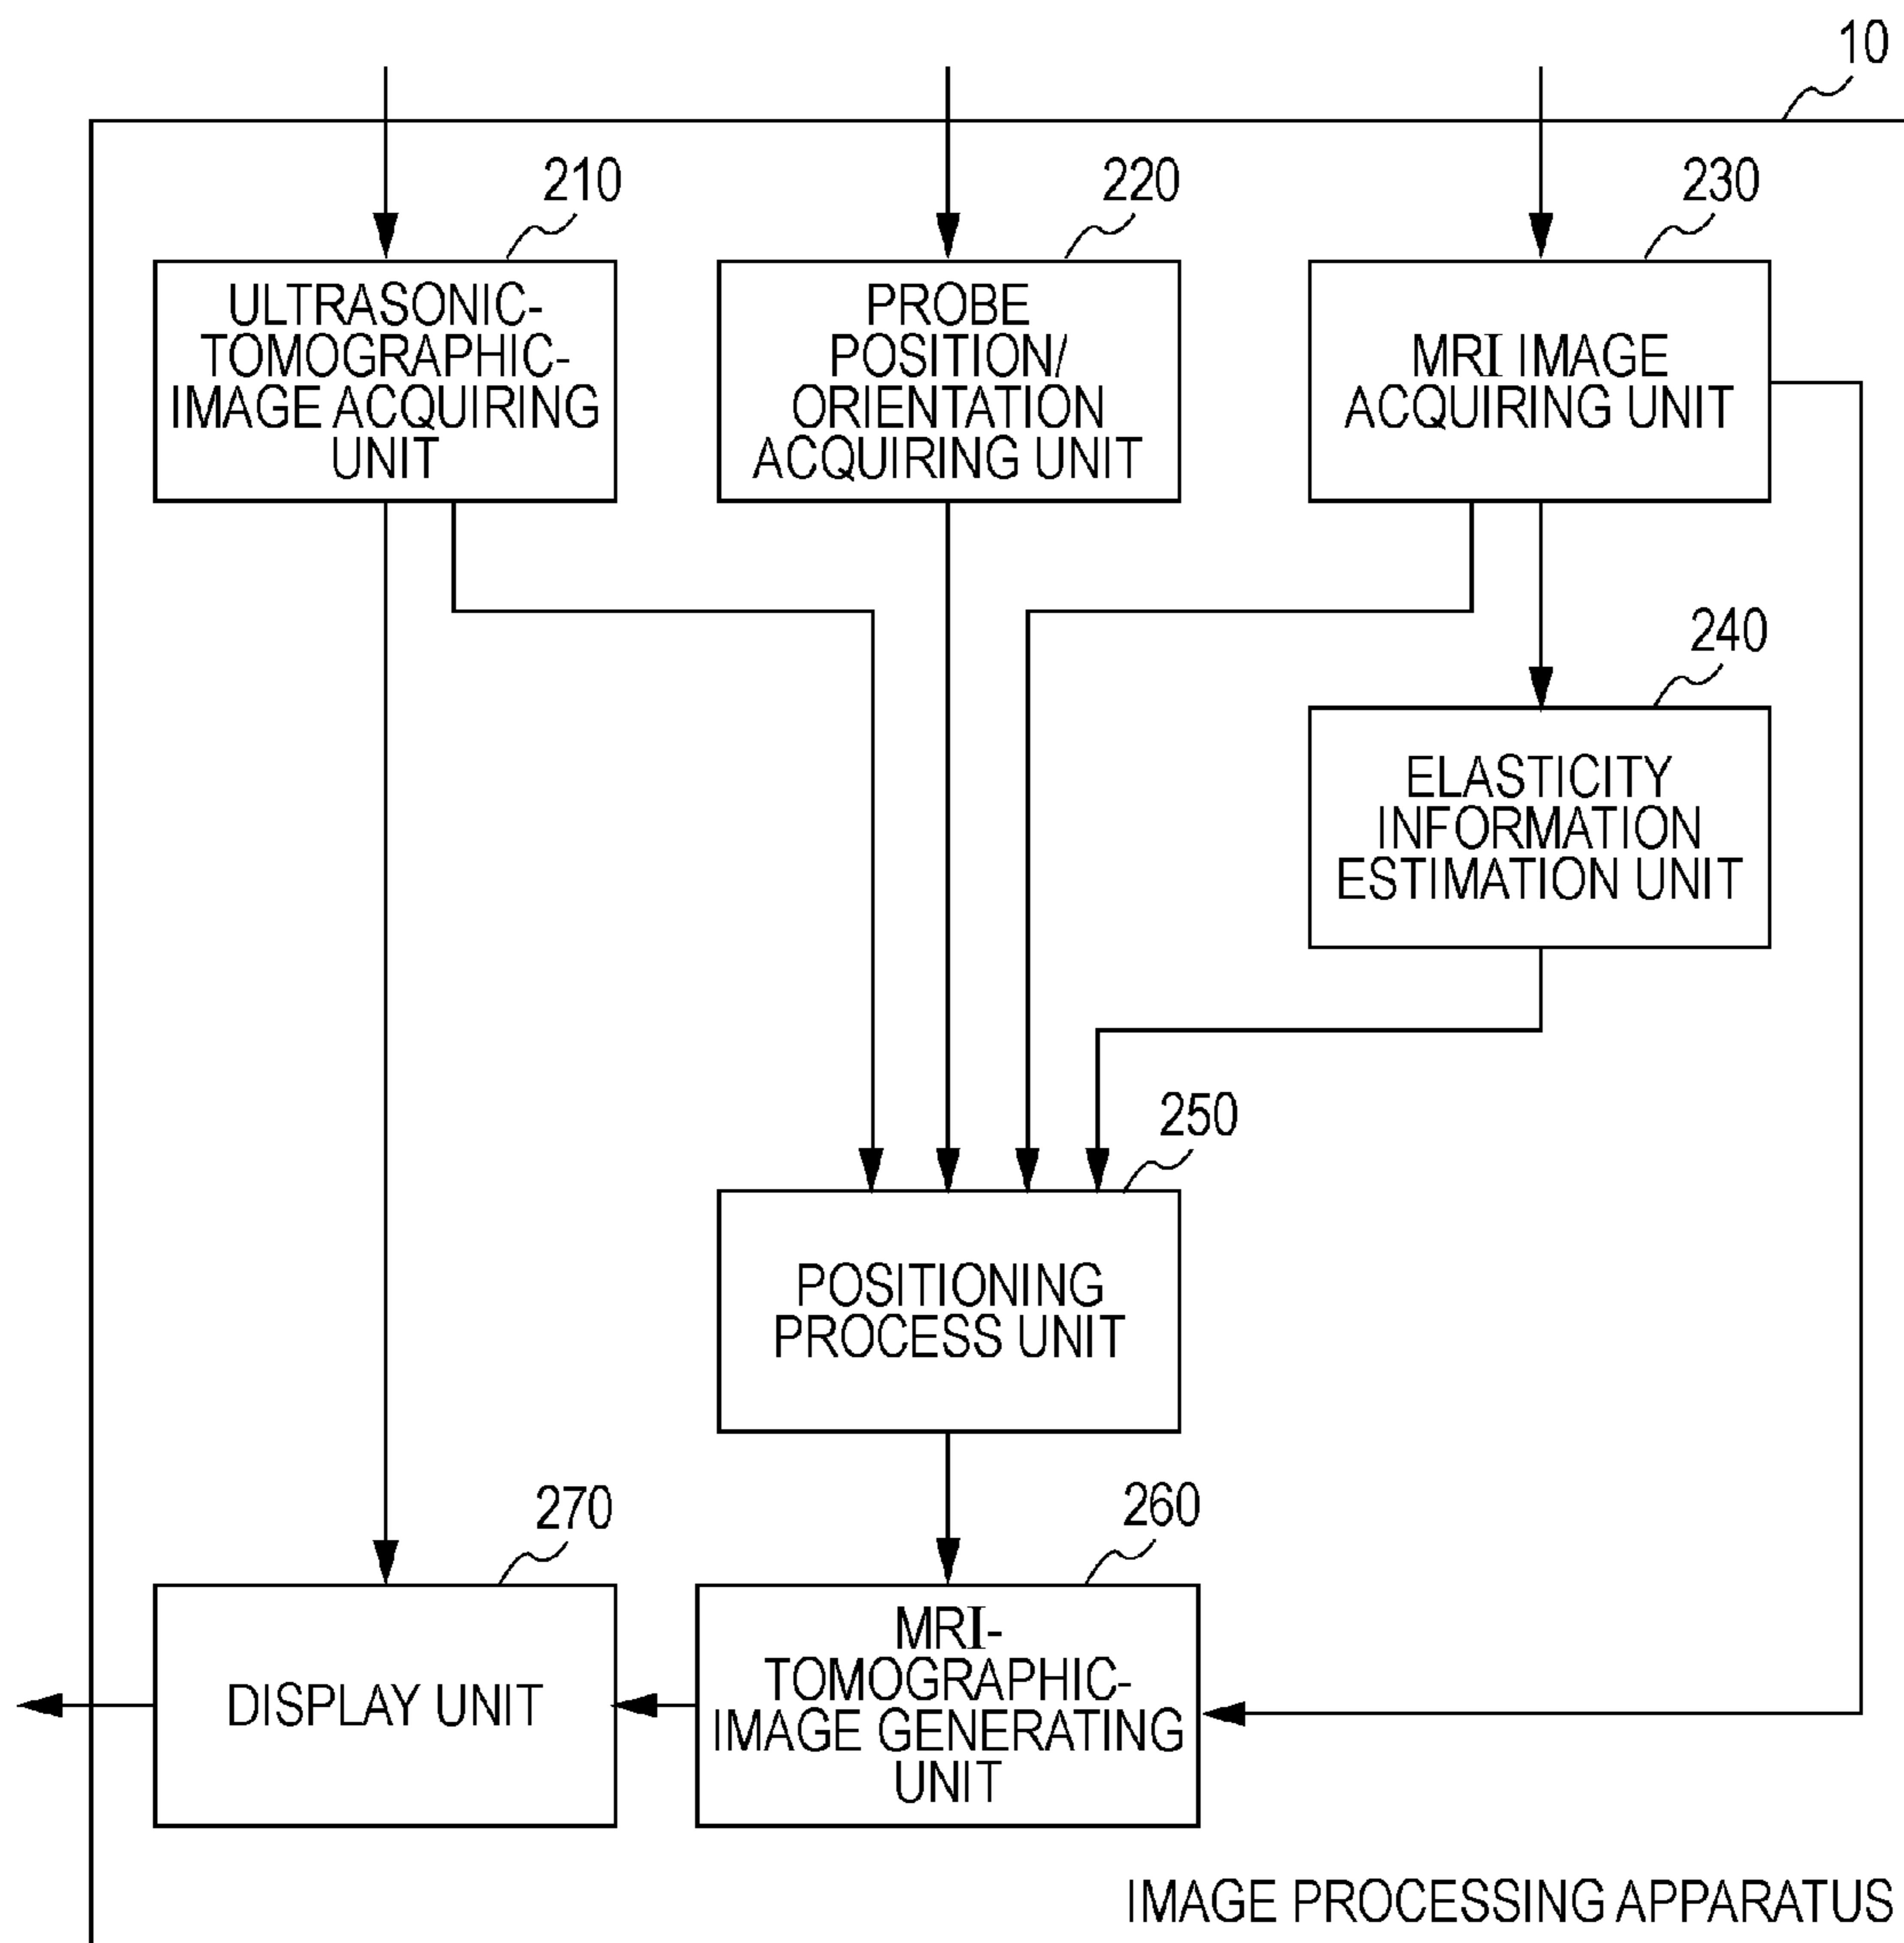 10
210
220
230
ULTRASONIC-
TOMOGRAPHIC-
IMAGE ACQUIRING
UNIT
PROBE
POSITION/
ORIENTATION
ACQUIRING UNIT
MRI IMAGE
ACQUIRING UNIT
240
ELASTICITY
INFORMATION
ESTIMATION UNIT
250
POSITIONING
PROCESS UNIT
270
260
DISPLAY UNIT
MRI-
TOMOGRAPHIC-
IMAGE GENERATING
UNIT
IMAGE PROCESSING APPARATUS